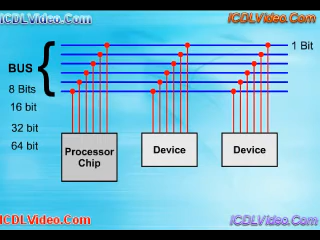 ICDLVideo.Com
ICDLVideo.Com
1 Bit
BUS
8 Bits
16 bit
32 bit
64 bit
Processor
Chip
Device
Device
ICDLVideo.Com
ICDLVideo.Com